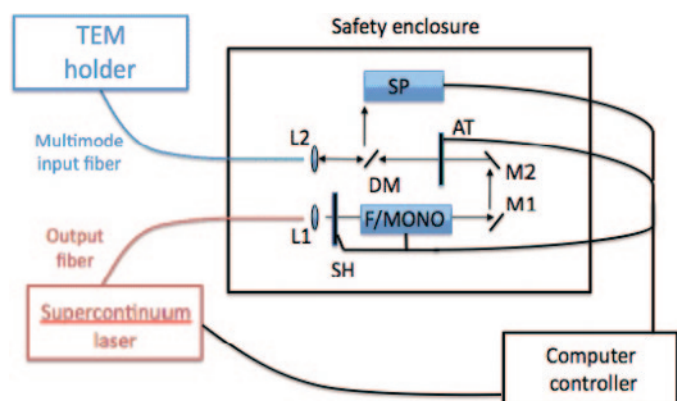 TEM
holder
Safety enclosure
SP
L2
AT
Multimode
input fiber
DM
M2
M1
Output
fiber
L1
F/MONO
SH
Supercontinuum
laser
Computer
controller